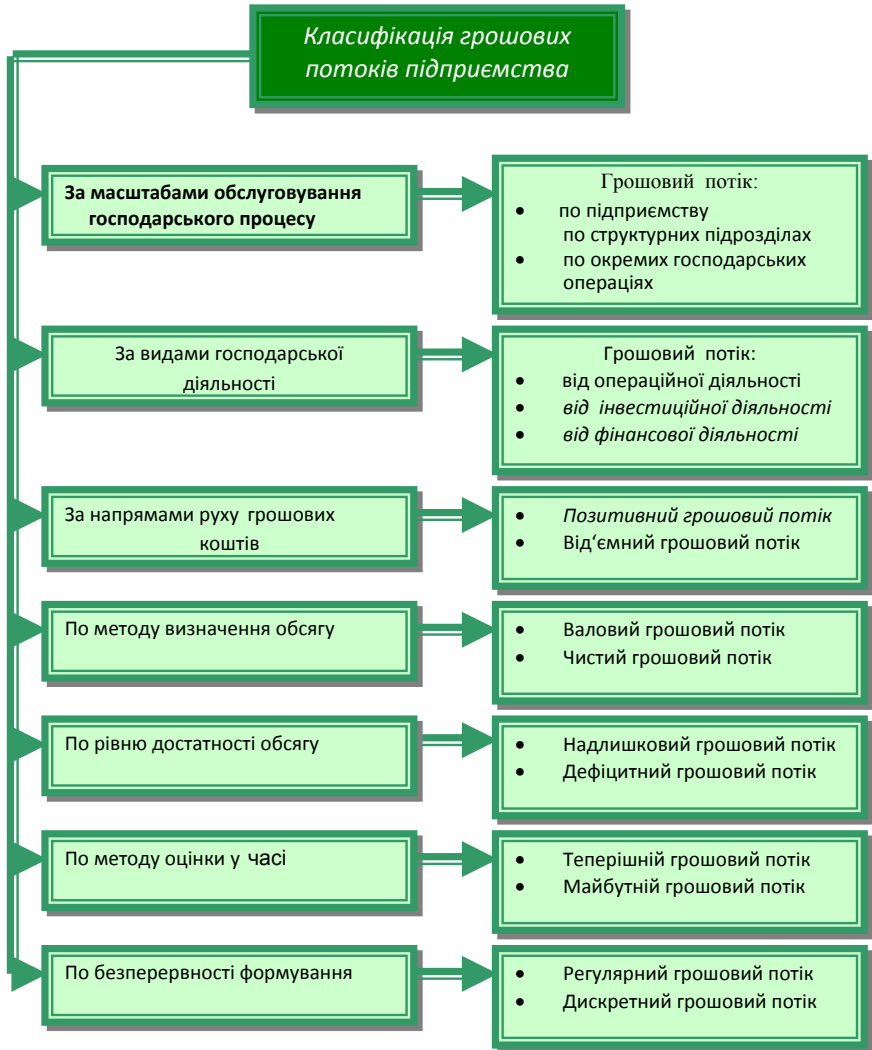 Класифікація грошових
потоків підприємства
За масштабами обслуговування
господарського процесу
Грошовий потік:
• по підприємству
по структурних підрозділах
• по окремих господарських
операціях
За видами господарської
діяльності
Грошовий потік:
• від операційної діяльності
• від інвестиційної діяльності
• від фінансової діяльності
За напрямами руху грошових
коштів
• Позитивний грошовий потік
• Від‘ємний грошовий потік
По методу визначення обсягу
• Валовий грошовий потік
• Чистий грошовий потік
По рівню достатності обсягу
• Надлишковий грошовий потік
• Дефіцитний грошовий потік
По методу оцінки у часі
• Теперішній грошовий потік
• Майбутній грошовий потік
По безперервності формування
• Регулярний грошовий потік
• Дискретний грошовий потік